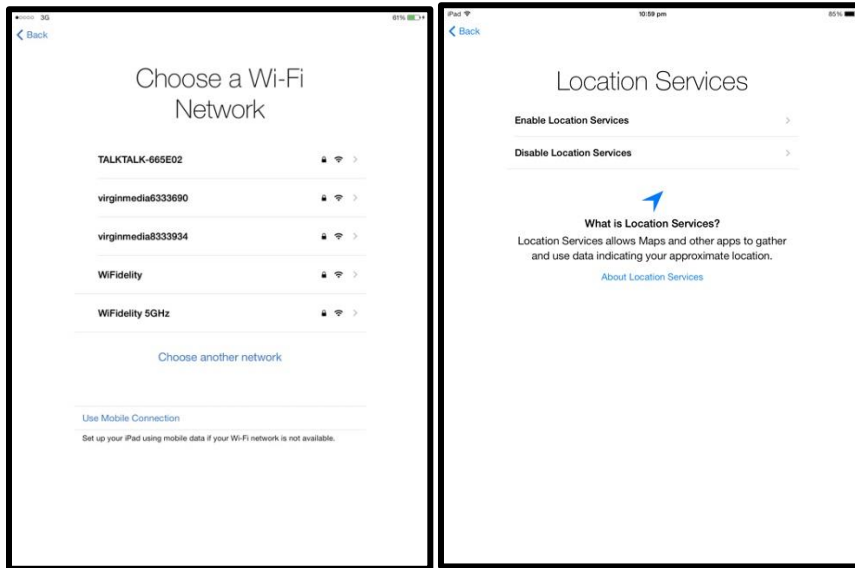 3G 61%
Back
Choose a Wi-Fi
Network
TALKTALK-665E02
virginmedia6333690
virginmedia8333934
WiFidelity
WiFidelity 5GHz
Choose another network
Use Mobile Connection
Set up your iPad using mobile data if your Wi-Fi network is not available.
iPad 10:59 pm 85%
Back
Location Services
Enable Location Services
Disable Location Services
What is Location Services?
Location Services allows Maps and other apps to gather
and use data indicating your approximate location.
About Location Services